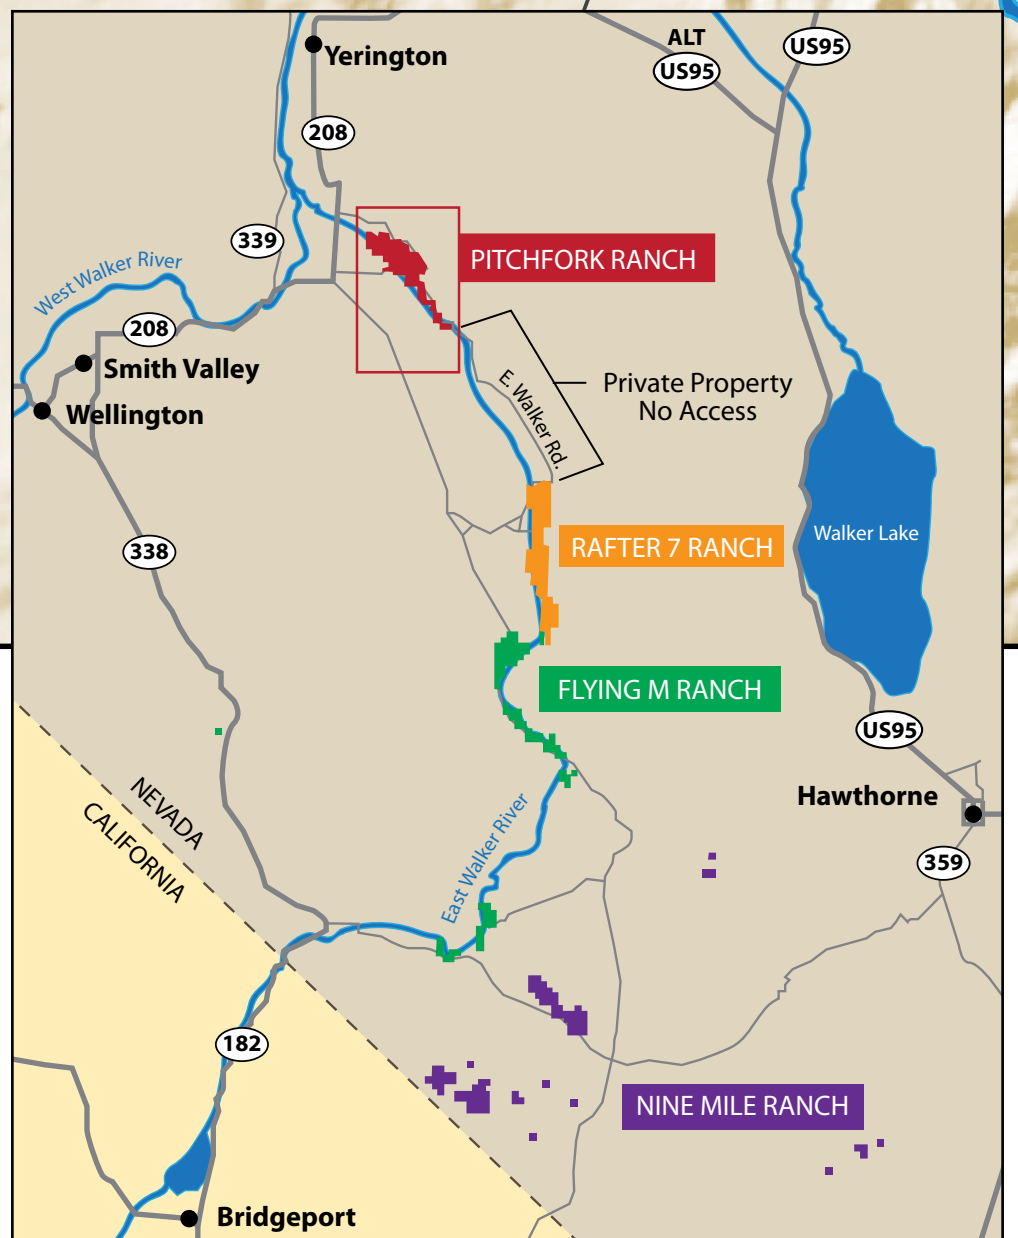 Yerington
ALT
US95
US95
208
339
PITCHFORK RANCH
West Walker River
208
Smith Valley
Wellington
E. Walker Rd.
Private Property
No Access
338
RAFTER 7 RANCH
Walker Lake
FLYING M RANCH
US95
NEVADA
CALIFORNIA
Hawthorne
East Walker River
359
182
NINE MILE RANCH
Bridgeport